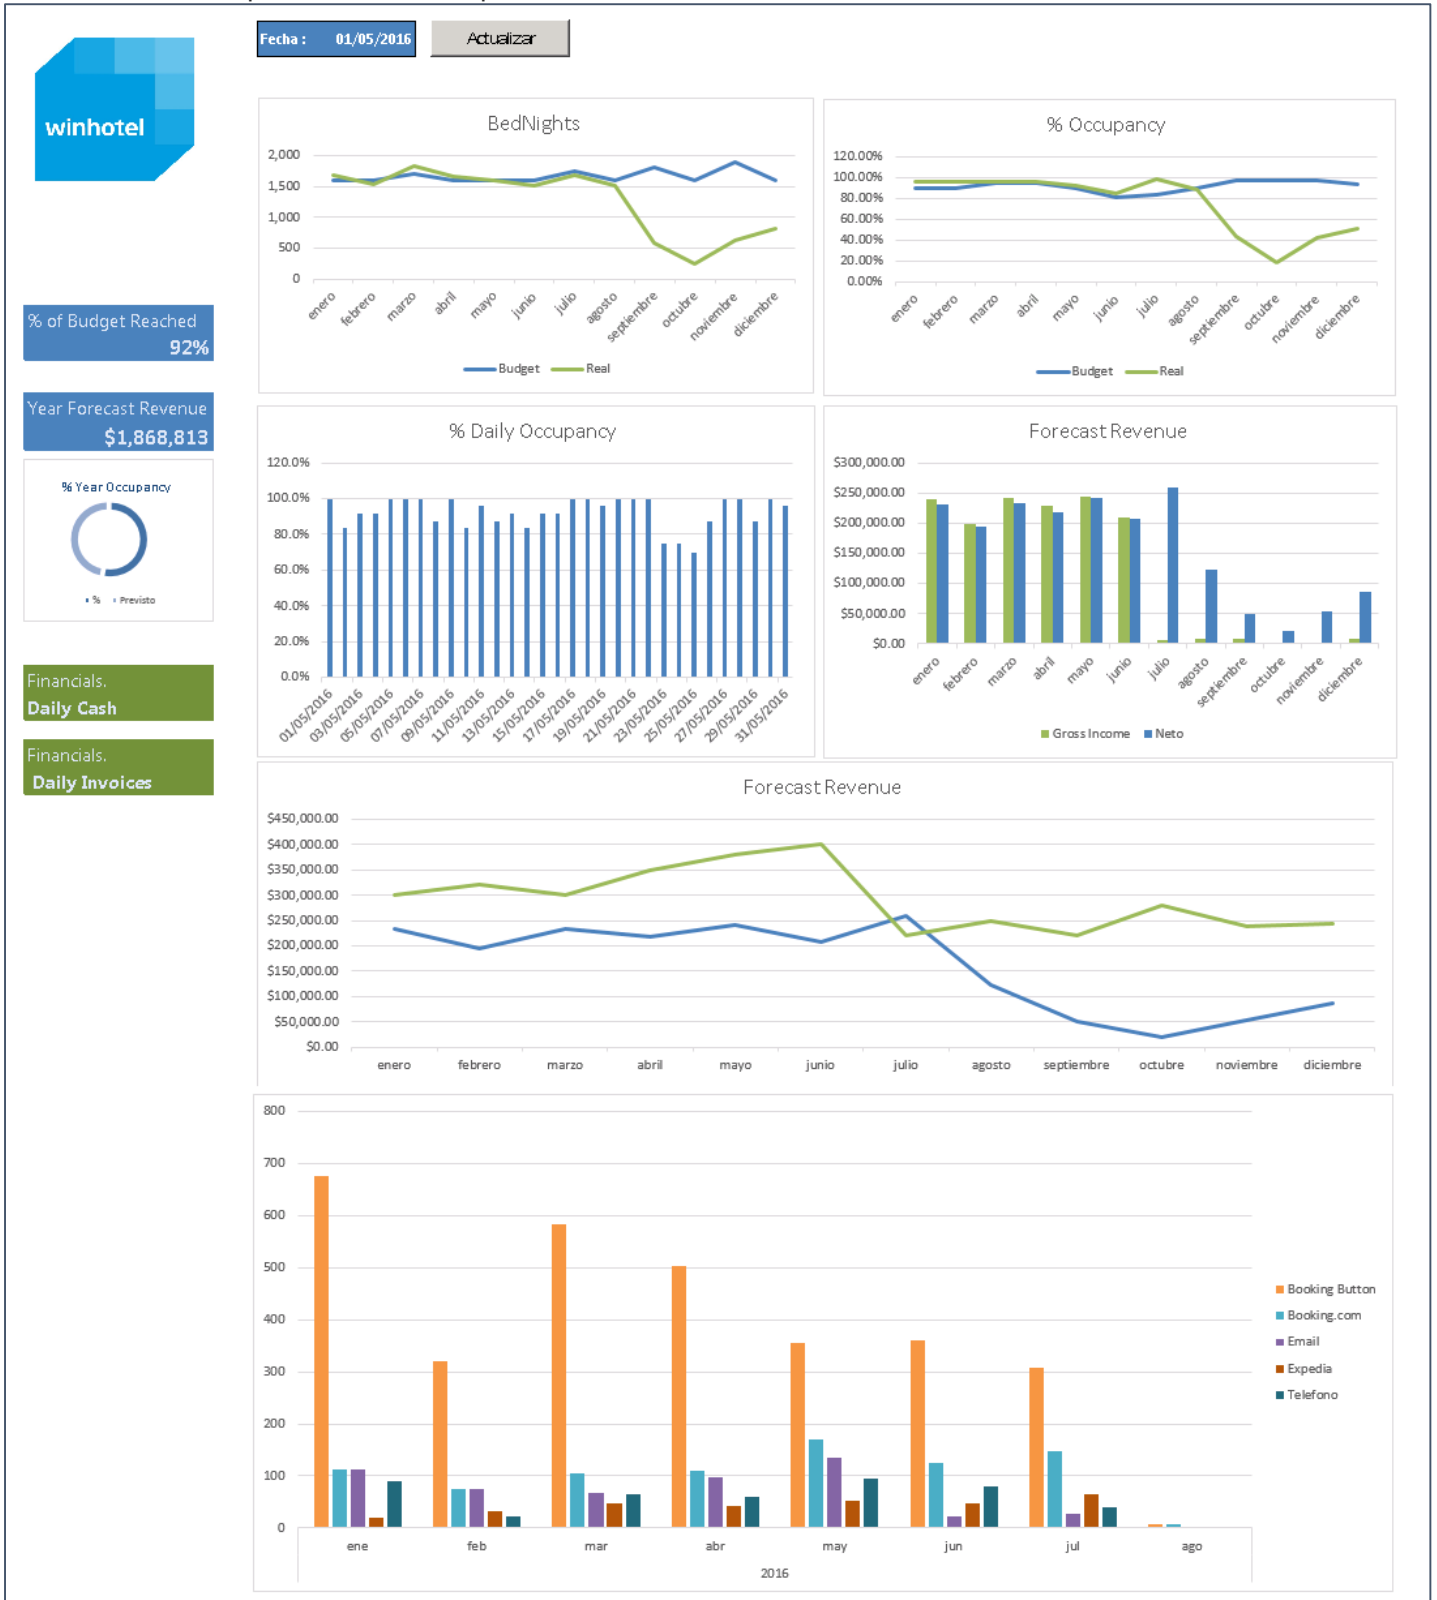 Fecha : 01/05/2016
Actualizar
winhotel
% of Budget Reached
92%
Year Forecast Revenue
$1,868,813
% Year Occupancy
% Previsto
Financials.
Daily Cash
Financials.
Daily Invoices
BedNights
2,000
1,500
1,000
500
0
enero
febrero
marzo
abril
mayo
junio
julio
agosto
septiembre
octubre
noviembre
diciembre
Budget Real
% Occupancy
120.00%
100.00%
80.00%
60.00%
40.00%
20.00%
0.00%
enero
febrero
marzo
abril
mayo
junio
julio
agosto
septiembre
octubre
noviembre
diciembre
Budget Real
% Daily Occupancy
120.0%
100.0%
80.0%
60.0%
40.0%
20.0%
0.0%
01/05/2016
03/05/2016
05/05/2016
07/05/2016
09/05/2016
11/05/2016
13/05/2016
15/05/2016
17/05/2016
19/05/2016
21/05/2016
23/05/2016
25/05/2016
27/05/2016
29/05/2016
31/05/2016
Forecast Revenue
$300,000.00
$250,000.00
$200,000.00
$150,000.00
$100,000.00
$50,000.00
$0.00
enero
febrero
marzo
abril
mayo
junio
julio
agosto
septiembre
octubre
noviembre
diciembre
Gross Income Neto
Forecast Revenue
$450,000.00
$400,000.00
$350,000.00
$300,000.00
$250,000.00
$200,000.00
$150,000.00
$100,000.00
$50,000.00
$0.00
enero febrero marzo abril mayo junio julio agosto septiembre octubre noviembre diciembre
800
700
600
500
400
300
200
100
0
ene feb mar abr may jun jul ago
2016
Booking Button
Booking.com
Email
Expedia
Telefono